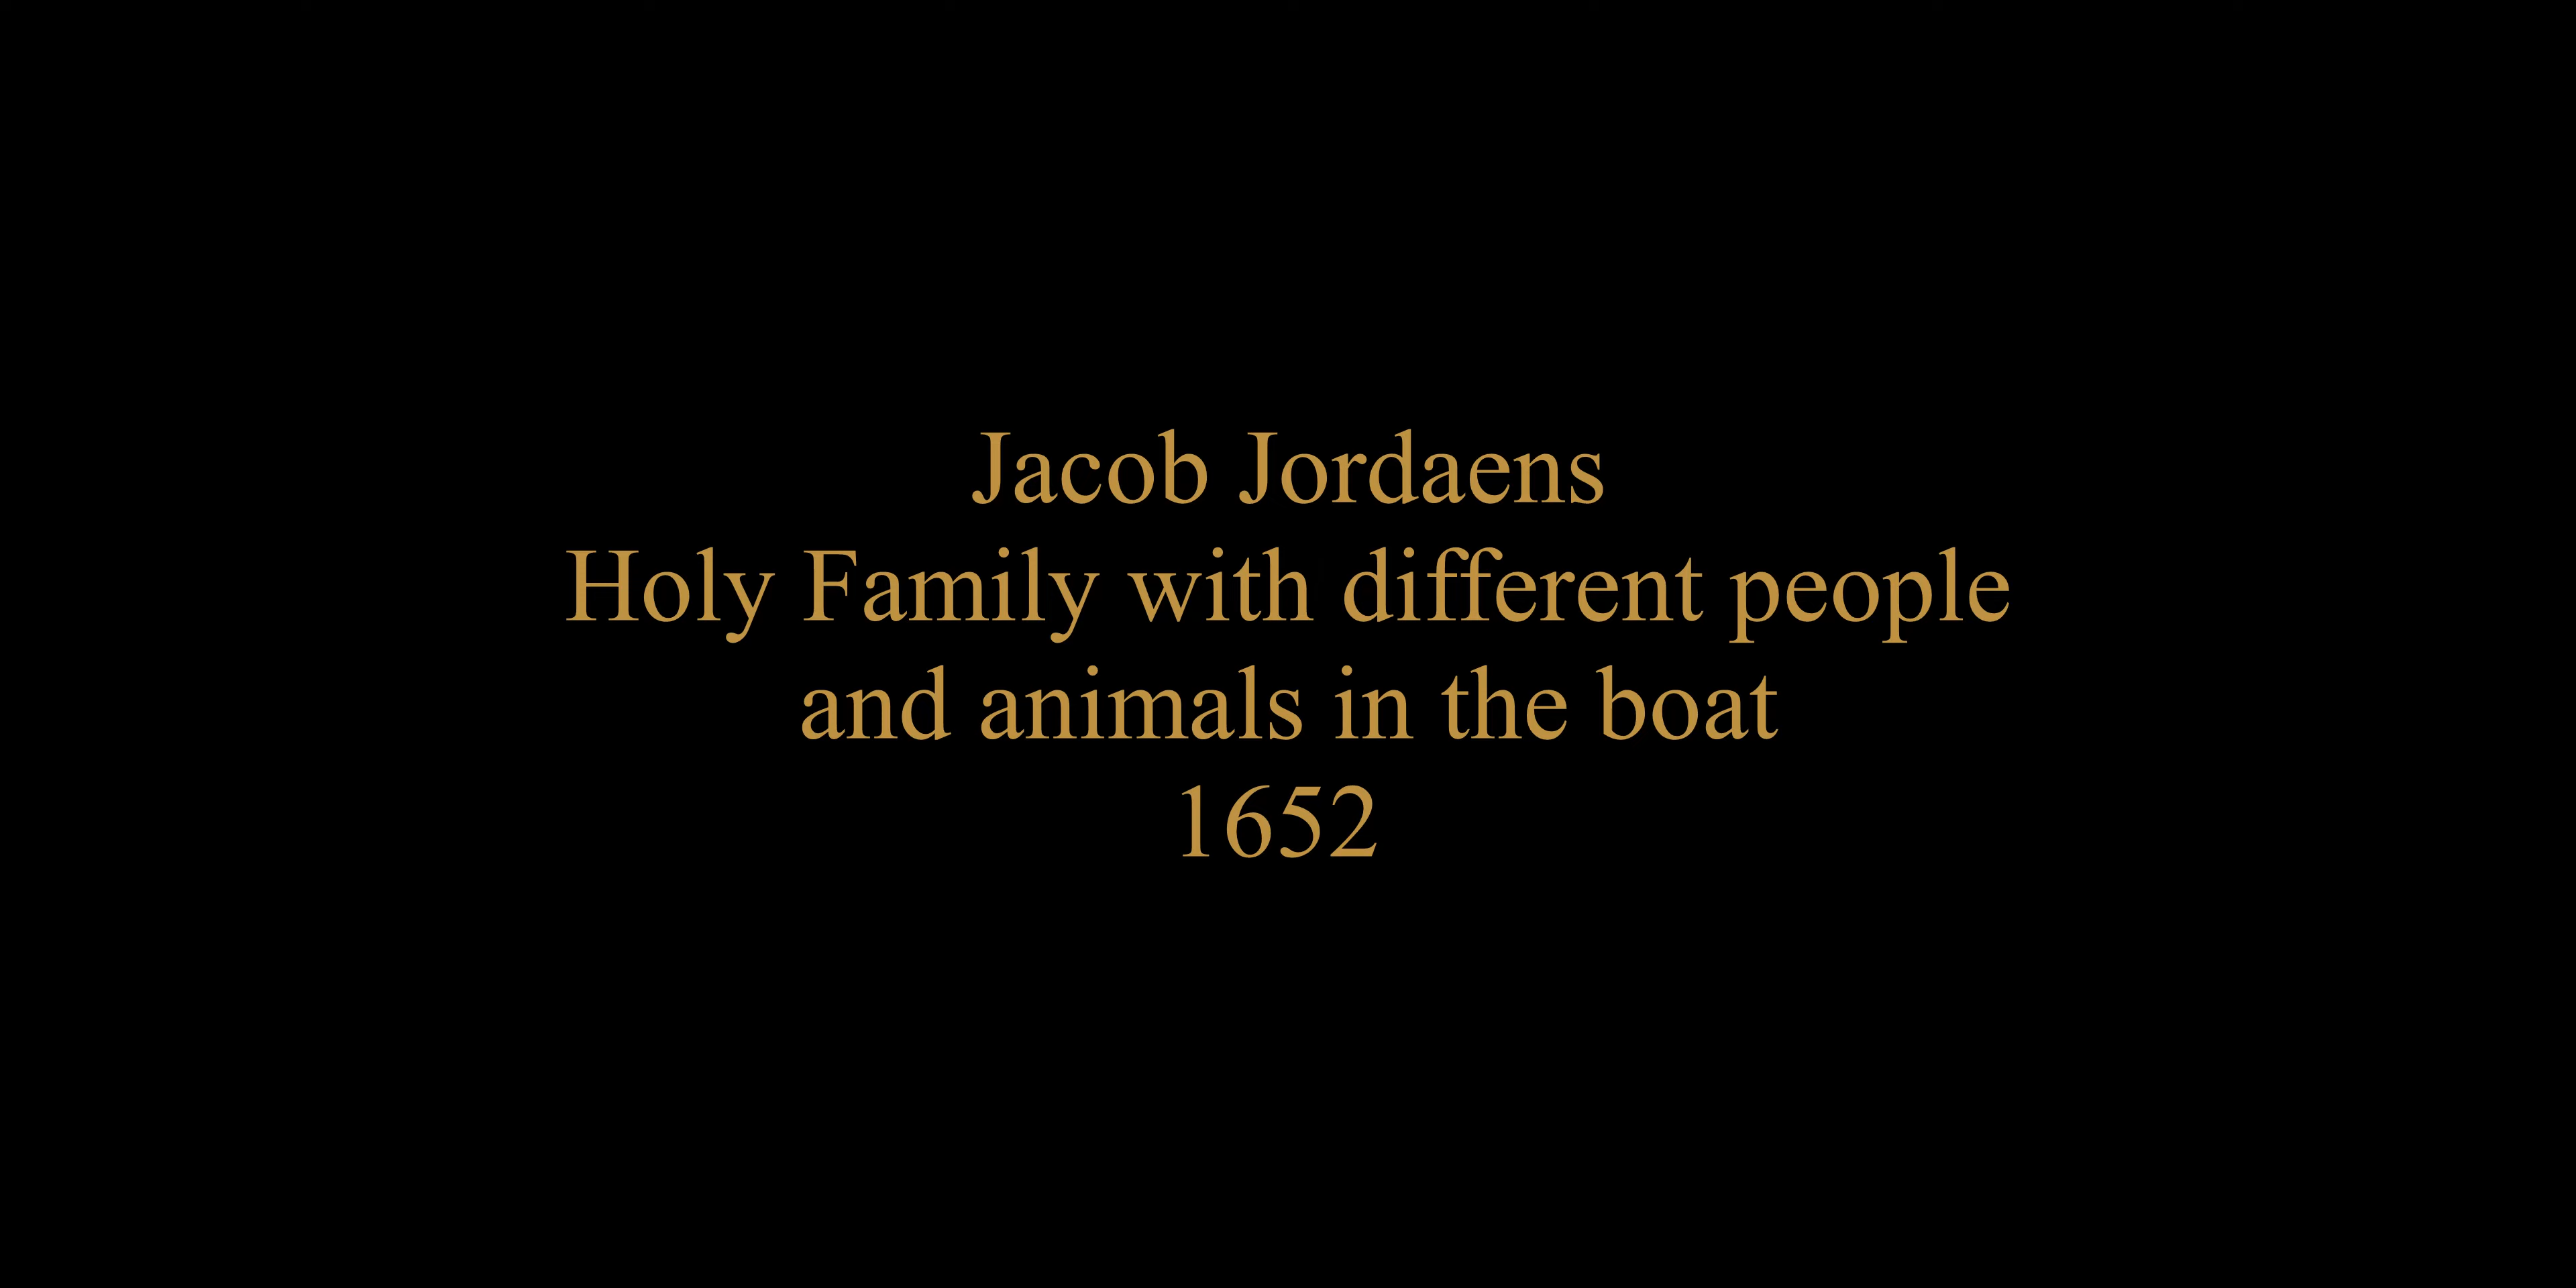 Jacob Jordaens
Holy Family with different people
and animals in the boat
1652